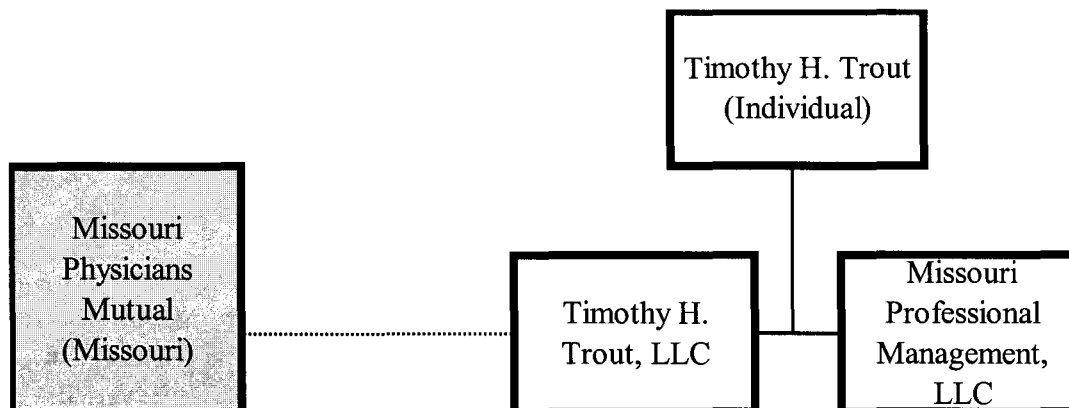 Timothy H. Trout
(Individual)
Missouri
Physicians
Mutual
(Missouri)
Timothy H.
Trout, LLC
Missouri
Professional
Management,
LLC